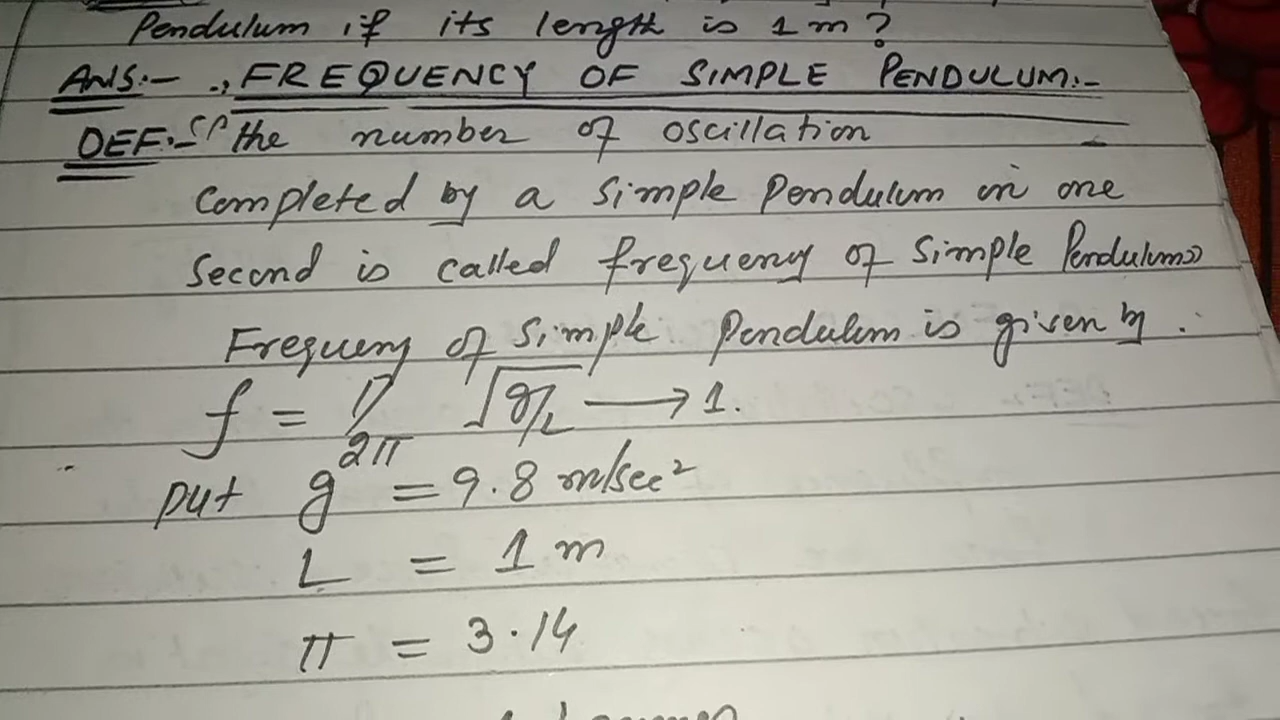 Pendulum if its length is 1 m?
ANS:- ., FREQUENCY OF SIMPLE PENDULUM:-
DEF:- "the number of oscillation
completed by a simple pendulum in one
second is called frequency of simple Pendulum"
Frequency of simple pendulum is given by.
f = 1/2π √g/L → 1.
put g = 9.8 m/sec²
L = 1 m
π = 3.14